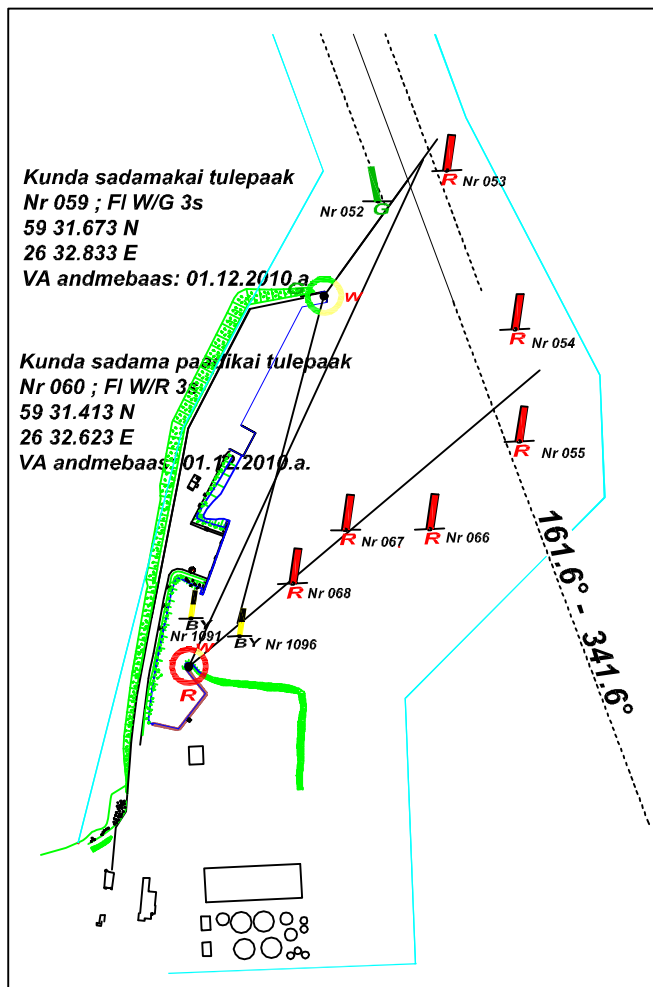 Kunda sadamakai tulepaak
Nr 059 ; Fl W/G 3s
59 31.673 N
26 32.833 E
VA andmebaas: 01.12.2010.a.
Nr 052
G
R
Nr 053
G
W
R
Nr 054
Kunda sadama paadikai tulepaak
Nr 060 ; Fl W/R 3s
59 31.413 N
26 32.623 E
VA andmebaas: 01.12.2010.a.
R
Nr 055
R
Nr 067
R
Nr 066
R
Nr 068
161.6° - 341.6°
BY
Nr 1091
BY
Nr 1096
W
R